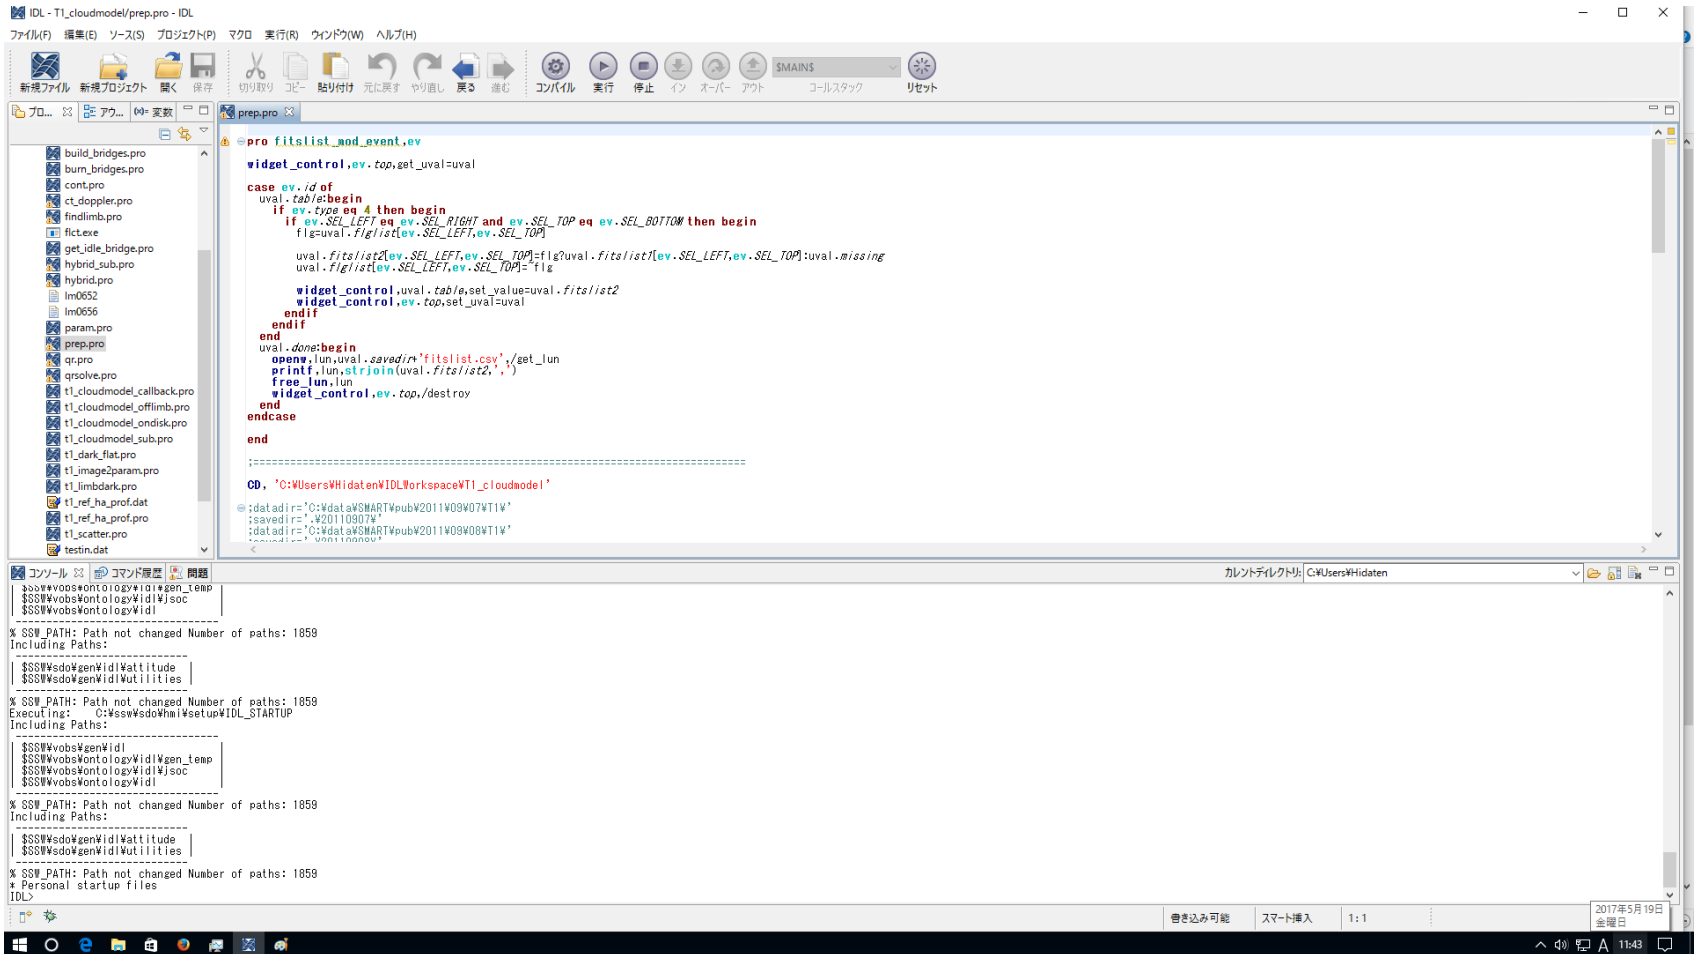 IDL - T1_cloudmodel/prep.pro - IDL
ファイル(F) 編集(E) ソース(S) プロジェクト(P) マクロ 実行(R) ウィンドウ(W) ヘルプ(H)
新規ファイル 新規プロジェクト 開く 保存 切り取り コピー 貼り付け 元に戻す やり直し 戻る 進む コンパイル 実行 停止 イン オーバー アウト $MAIN$ コールスタック リセット
プロ... アウ... (x)= 変数
build_bridges.pro
burn_bridges.pro
cont.pro
ct_doppler.pro
findlimb.pro
flct.exe
get_idle_bridge.pro
hybrid_sub.pro
hybrid.pro
lm0652
lm0656
param.pro
prep.pro
qr.pro
qrsolve.pro
t1_cloudmodel_callback.pro
t1_cloudmodel_offlimb.pro
t1_cloudmodel_ondisk.pro
t1_cloudmodel_sub.pro
t1_dark_flat.pro
t1_image2param.pro
t1_limbdark.pro
t1_ref_ha_prof.dat
t1_ref_ha_prof.pro
t1_scatter.pro
testin.dat
prep.pro
pro fitslist_mod_event,ev
widget_control,ev.top,get_uval=uval
case ev.id of
uval.table:begin
if ev.type eq 4 then begin
if ev.SEL_LEFT eq ev.SEL_RIGHT and ev.SEL_TOP eq ev.SEL_BOTTOM then begin
flg=uval.flglist[ev.SEL_LEFT,ev.SEL_TOP]
uval.fitslist2[ev.SEL_LEFT,ev.SEL_TOP]=flg?uval.fitslist1[ev.SEL_LEFT,ev.SEL_TOP]:uval.missing
uval.flglist[ev.SEL_LEFT,ev.SEL_TOP]=~flg
widget_control,uval.table,set_value=uval.fitslist2
widget_control,ev.top,set_uval=uval
endif
endif
end
uval.done:begin
openw,lun,uval.savedir+'fitslist.csv',/get_lun
printf,lun,strjoin(uval.fitslist2,',')
free_lun,lun
widget_control,ev.top,/destroy
end
endcase
end
;================================================================================
CD, 'C:¥Users¥Hidaten¥IDLWorkspace¥T1_cloudmodel'
;datadir='C:¥data¥SMART¥pub¥2011¥09¥07¥T1¥'
;savedir='.¥20110907¥'
;datadir='C:¥data¥SMART¥pub¥2011¥09¥08¥T1¥'
;savedir='.¥20110908¥'
コンソール コマンド履歴 問題
カレントディレクトリ: C:¥Users¥Hidaten
| $SSW¥vobs¥ontology¥idl¥gen_temp |
| $SSW¥vobs¥ontology¥idl¥jsoc |
| $SSW¥vobs¥ontology¥idl |
---------------------------------
% SSW_PATH: Path not changed Number of paths: 1859
Including Paths:
----------------------------
| $SSW¥sdo¥gen¥idl¥attitude |
| $SSW¥sdo¥gen¥idl¥utilities |
----------------------------
% SSW_PATH: Path not changed Number of paths: 1859
Executing: C:¥ssw¥sdo¥hmi¥setup¥IDL_STARTUP
Including Paths:
---------------------------------
| $SSW¥vobs¥gen¥idl |
| $SSW¥vobs¥ontology¥idl¥gen_temp |
| $SSW¥vobs¥ontology¥idl¥jsoc |
| $SSW¥vobs¥ontology¥idl |
---------------------------------
% SSW_PATH: Path not changed Number of paths: 1859
Including Paths:
----------------------------
| $SSW¥sdo¥gen¥idl¥attitude |
| $SSW¥sdo¥gen¥idl¥utilities |
----------------------------
% SSW_PATH: Path not changed Number of paths: 1859
* Personal startup files
IDL>
書き込み可能 スマート挿入 1 : 1
2017年5月19日
金曜日
A 11:43